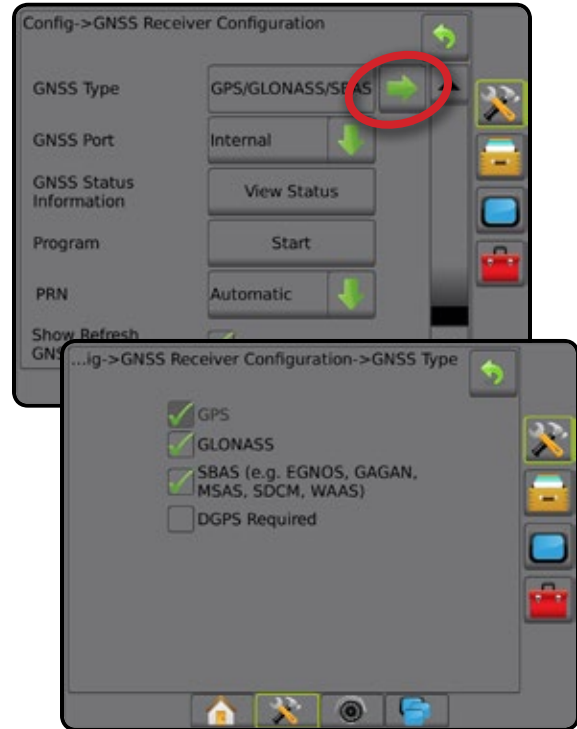 Config->GNSS Receiver Configuration
GNSS Type
GPS/GLONASS/SBAS
GNSS Port
Internal
GNSS Status
Information
View Status
Program
Start
PRN
Automatic
Show Refresh
GNS
...ig->GNSS Receiver Configuration->GNSS Type
GPS
GLONASS
SBAS (e.g. EGNOS, GAGAN,
MSAS, SDCM, WAAS)
DGPS Required